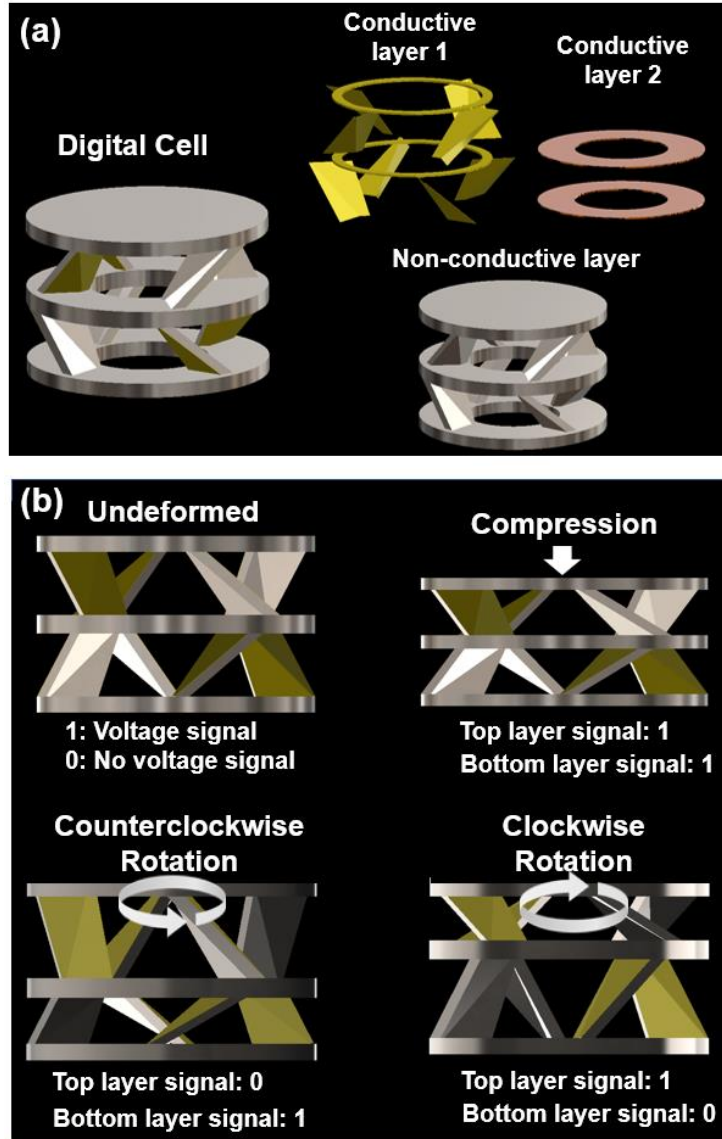 (a)
Conductive
layer 1
Conductive
layer 2
Digital Cell
Non-conductive layer
(b)
Undeformed
1: Voltage signal
0: No voltage signal
Compression
Top layer signal: 1
Bottom layer signal: 1
Counterclockwise
Rotation
Top layer signal: 0
Bottom layer signal: 1
Clockwise
Rotation
Top layer signal: 1
Bottom layer signal: 0